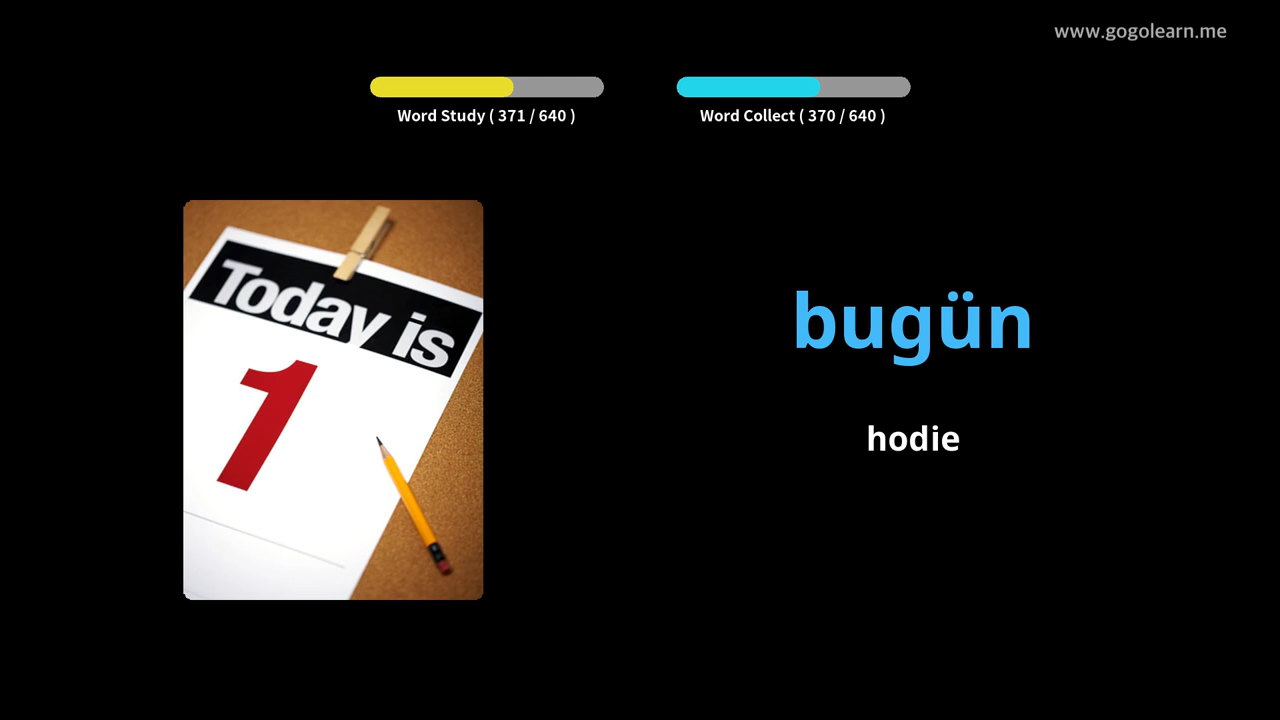 www.gogolearn.me
Word Study ( 371 / 640 )
Word Collect ( 370 / 640 )
Today is
1
bugün
hodie